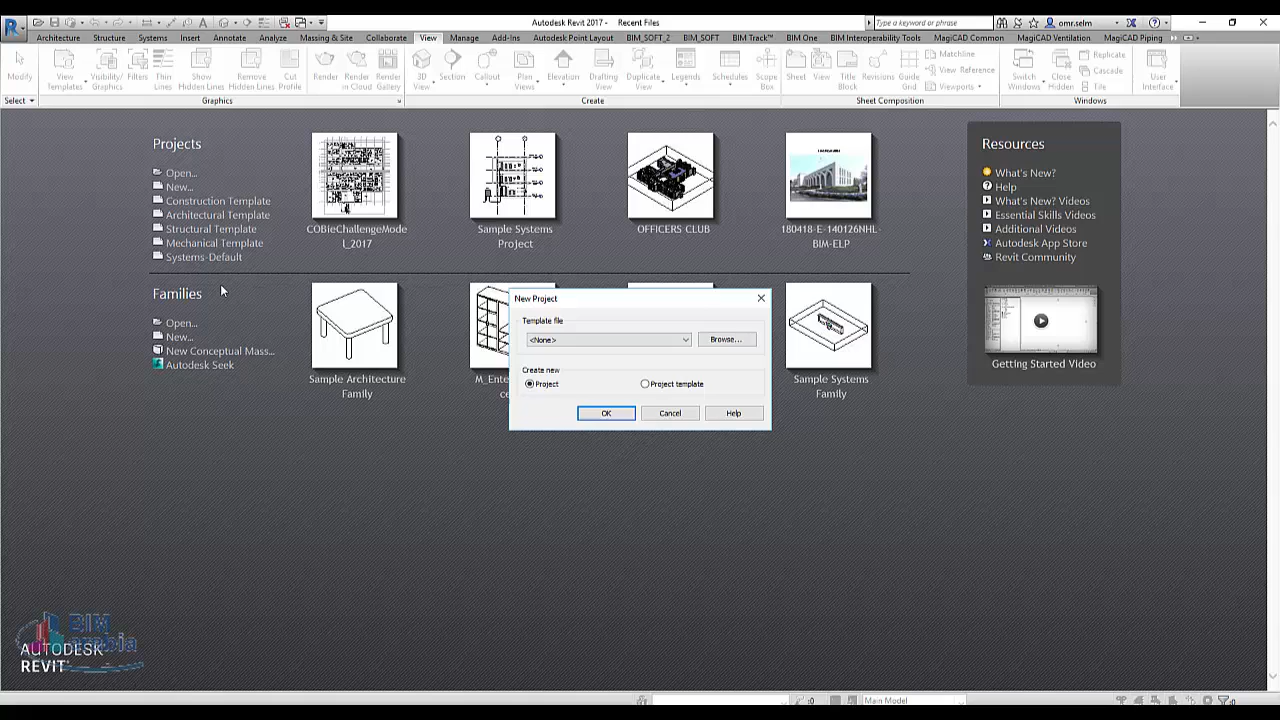 Autodesk Revit 2017 - Recent Files
Type a keyword or phrase
omr.selm
Architecture Structure Systems Insert Annotate Analyze Massing & Site Collaborate View Manage Add-Ins Autodesk Point Layout BIM_SOFT_2 BIM_SOFT BIM Track™ BIM One BIM Interoperability Tools MagiCAD Common MagiCAD Ventilation MagiCAD Piping
Modify
View Templates
Visibility/ Graphics
Filters
Thin Lines
Show Hidden Lines
Remove Hidden Lines
Cut Profile
Render
Render in Cloud
Render Gallery
3D View
Section
Callout
Plan Views
Elevation
Drafting View
Duplicate View
Legends
Schedules
Scope Box
Sheet
View
Title Block
Revisions
Guide Grid
Matchline
View Reference
Viewports
Switch Windows
Close Hidden
Replicate
Cascade
Tile
User Interface
Select
Graphics
Create
Sheet Composition
Windows
Projects
Open...
New...
Construction Template
Architectural Template
Structural Template
Mechanical Template
Systems-Default
COBieChallengeMode
l_2017
Sample Systems
Project
OFFICERS CLUB
180418-E-140126NHL-
BIM-ELP
Resources
What's New?
Help
What's New? Videos
Essential Skills Videos
Additional Videos
Autodesk App Store
Revit Community
Getting Started Video
Families
Open...
New...
New Conceptual Mass...
Autodesk Seek
Sample Architecture
Family
M_Ente
ce
Sample Systems
Family
New Project
Template file
<None>
Browse...
Create new
Project
Project template
OK
Cancel
Help
BIM
arabia
AUTODESK
REVIT
:0
Main Model
:0